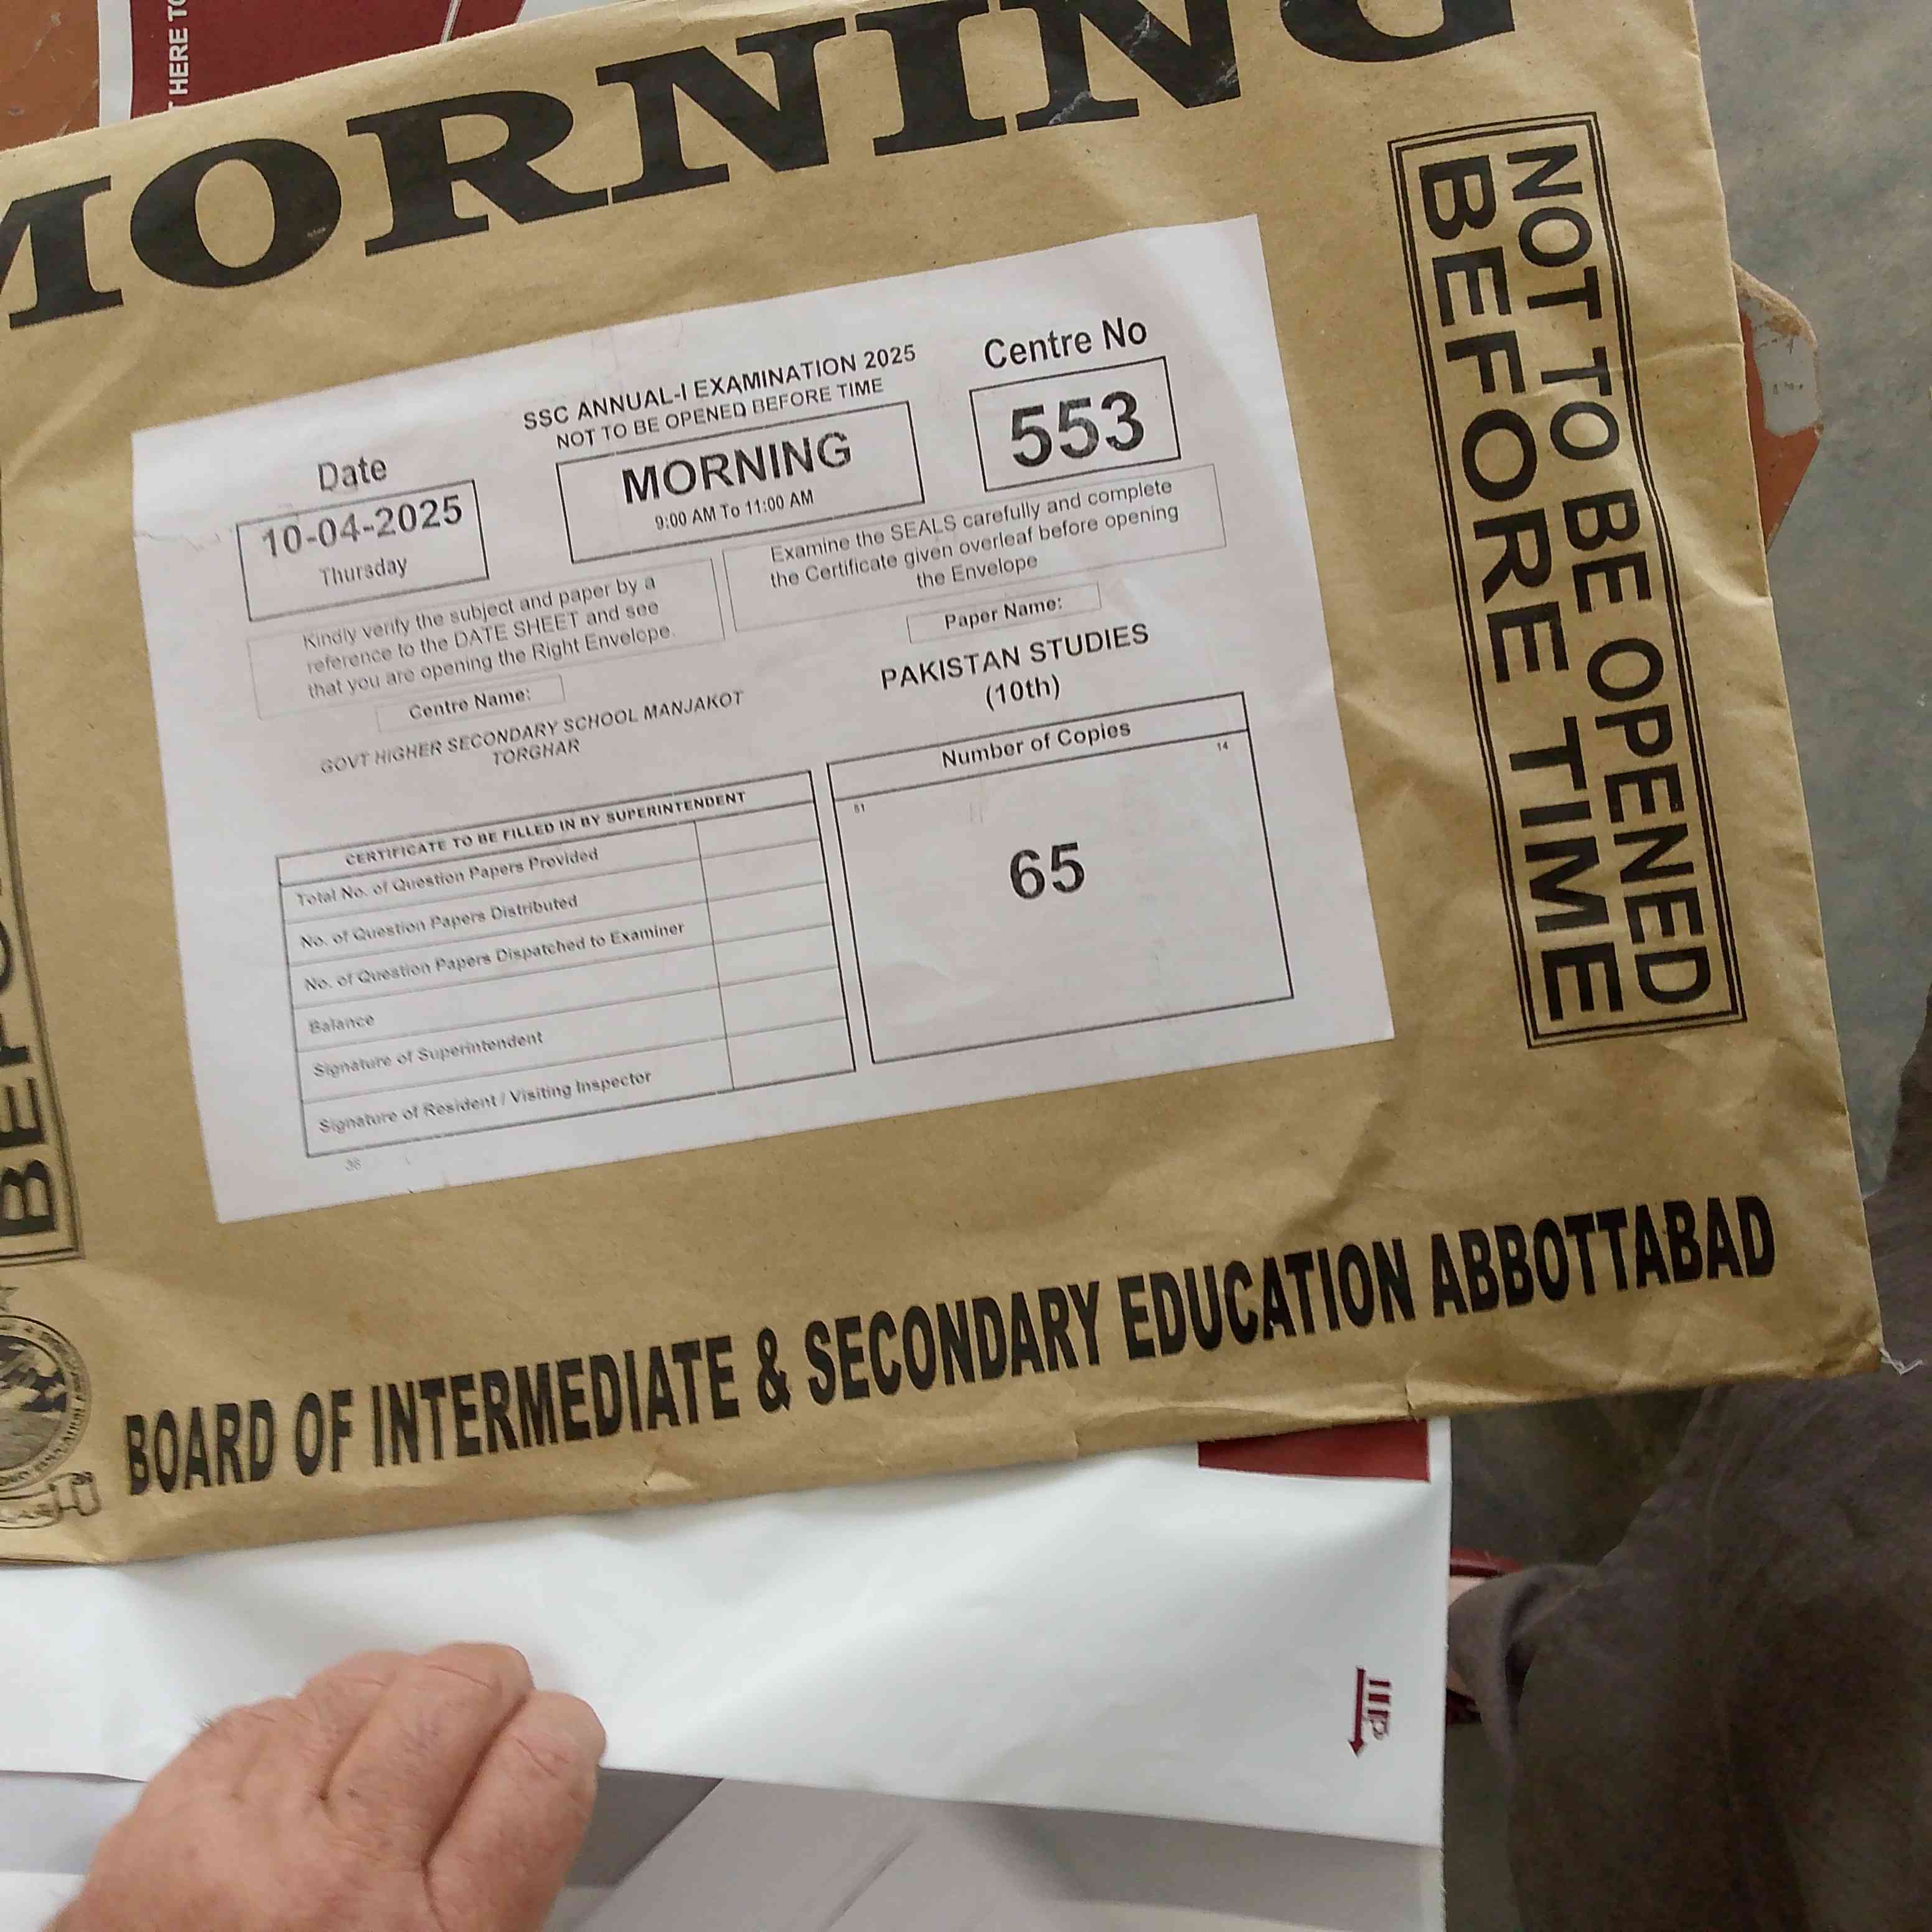 HERE TO
MORNING
NOT TO BE OPENED
BEFORE TIME
SSC ANNUAL-I EXAMINATION 2025
NOT TO BE OPENED BEFORE TIME
Centre No
553
Date
10-04-2025
Thursday
MORNING
9:00 AM To 11:00 AM
Kindly verify the subject and paper by a
reference to the DATE SHEET and see
that you are opening the Right Envelope.
Examine the SEALS carefully and complete
the Certificate given overleaf before opening
the Envelope
Centre Name:
GOVT HIGHER SECONDARY SCHOOL MANJAKOT
TORGHAR
Paper Name:
PAKISTAN STUDIES
(10th)
CERTIFICATE TO BE FILLED IN BY SUPERINTENDENT
Total No. of Question Papers Provided
No. of Question Papers Distributed
No. of Question Papers Dispatched to Examiner
Balance
Signature of Superintendent
Signature of Resident / Visiting Inspector
36
Number of Copies
51 14
65
BOARD OF INTERMEDIATE & SECONDARY EDUCATION ABBOTTABAD